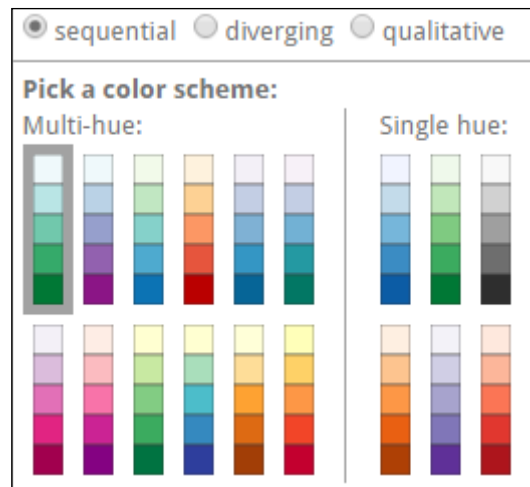 sequential diverging qualitative
Pick a color scheme:
Multi-hue: Single hue: